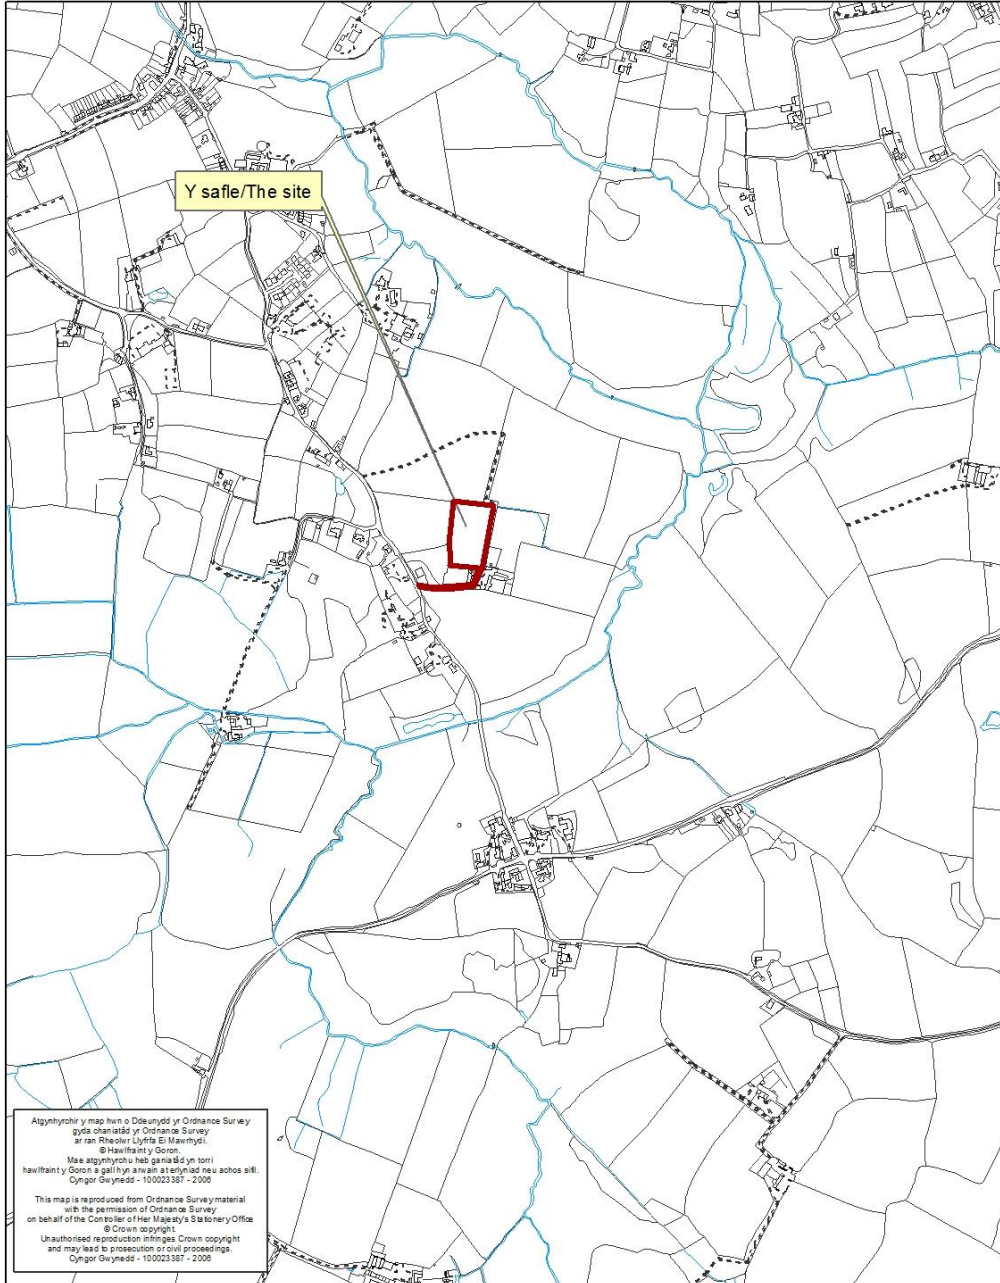 Y safle/The site
Atgynhyrchir y map hwn o Ddeunydd yr Ordnance Survey
gyda chaniatâd yr Ordnance Survey
ar ran Rheolwr Llyfrfa Ei Mawrhydi.
© Hawlfraint y Goron.
Mae atgynhyrchu heb ganiatâd yn torri
hawlfraint y Goron a gall hyn arwain at erlyniad neu achos sifil.
Cyngor Gwynedd - 100023387 - 2006
This map is reproduced from Ordnance Survey material
with the permission of Ordnance Survey
on behalf of the Controller of Her Majesty's Stationery Office
© Crown copyright.
Unauthorised reproduction infringes Crown copyright
and may lead to prosecution or civil proceedings.
Cyngor Gwynedd - 100023387 - 2006